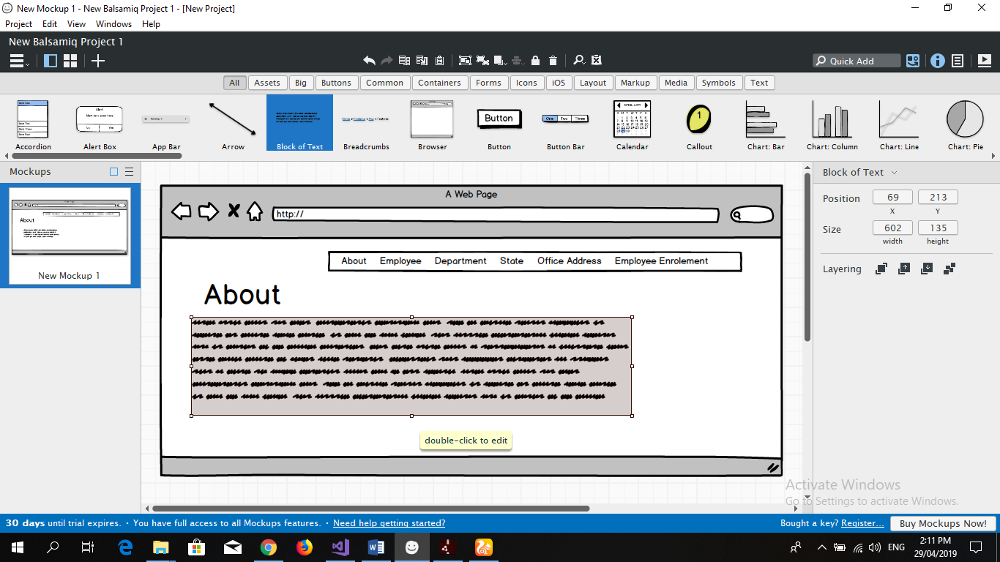 New Mockup 1 - New Balsamiq Project 1 - [New Project]
Project Edit View Windows Help
New Balsamiq Project 1
Quick Add
All Assets Big Buttons Common Containers Forms Icons iOS Layout Markup Media Symbols Text
Button
One Two Three
APRIL 2019
1
Accordion Alert Box App Bar Arrow Block of Text Breadcrumbs Browser Button Button Bar Calendar Callout Chart: Bar Chart: Column Chart: Line Chart: Pie
Mockups
New Mockup 1
A Web Page
http://
About Employee Department State Office Address Employee Enrolement
About
double-click to edit
Block of Text
Position 69 213
X Y
Size 602 135
width height
Layering
Activate Windows
Go to Settings to activate Windows.
30 days until trial expires. · You have full access to all Mockups features. · Need help getting started?
Bought a key? Register... Buy Mockups Now!
ENG
2:11 PM
29/04/2019